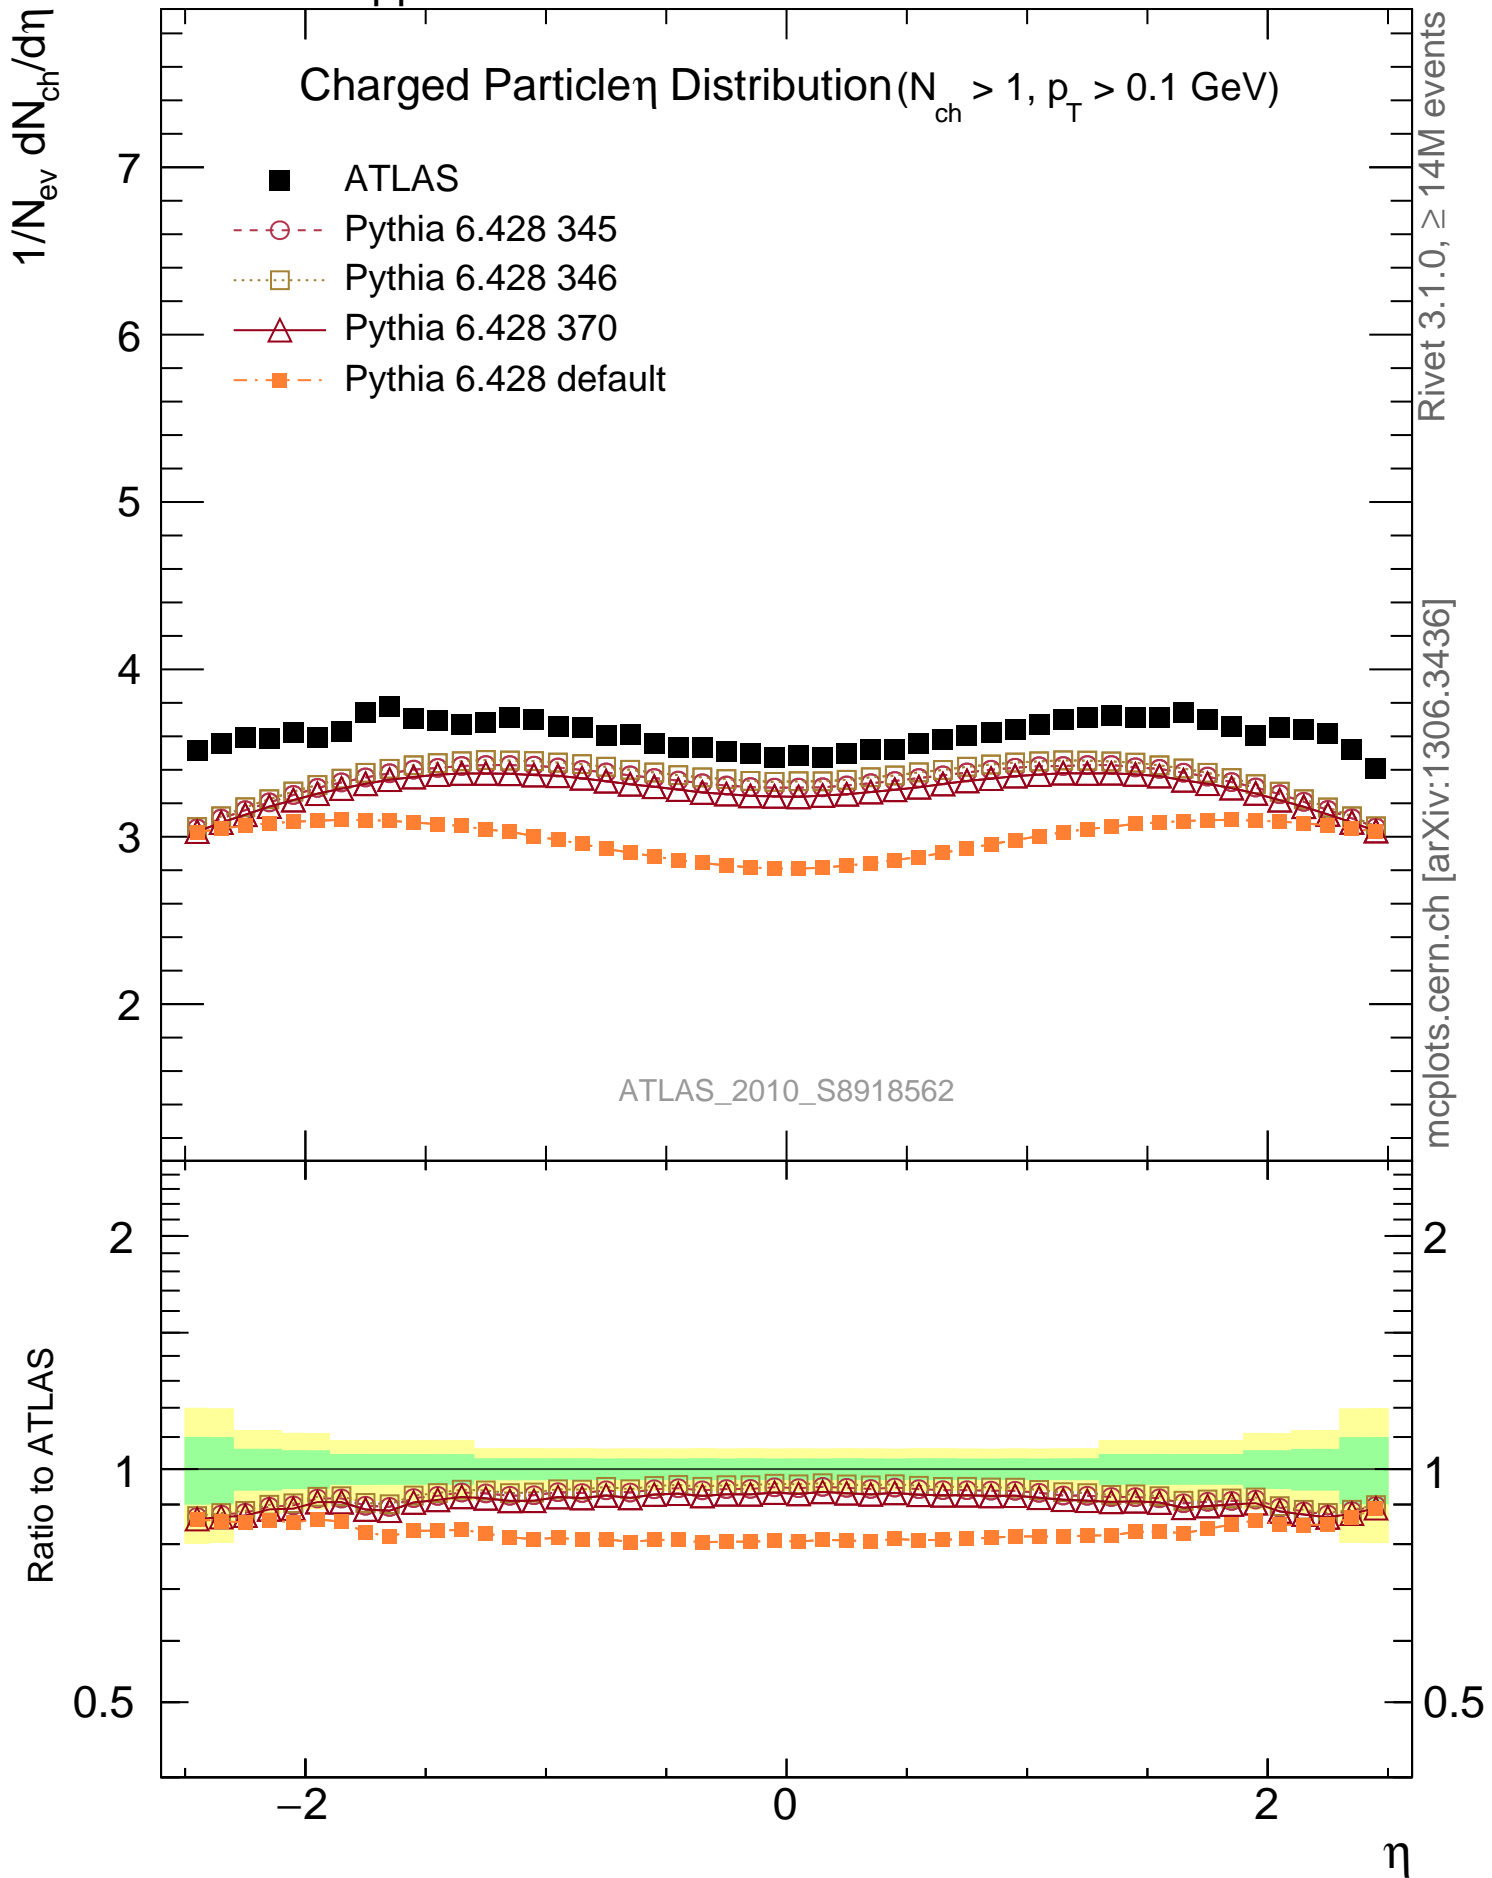 pp
1/N_ev dN_ch/dη
Charged Particle η Distribution (N_ch > 1, p_T > 0.1 GeV)
ATLAS
Pythia 6.428 345
Pythia 6.428 346
Pythia 6.428 370
Pythia 6.428 default
7
6
5
4
3
2
ATLAS_2010_S8918562
Rivet 3.1.0, ≥ 14M events
mcplots.cern.ch [arXiv:1306.3436]
Ratio to ATLAS
2
1
0.5
2
1
0.5
−2
0
2
η